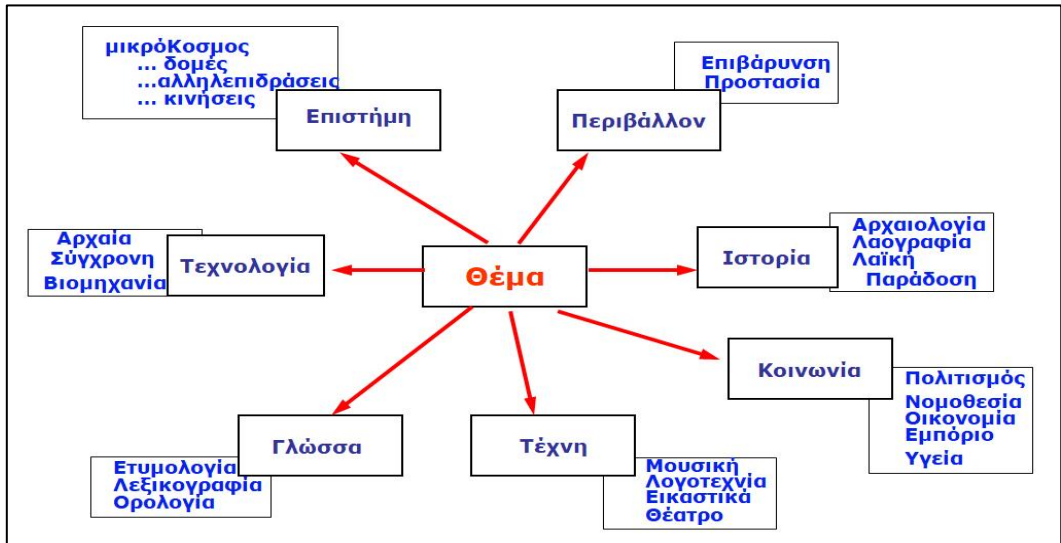 μικρόΚοσμος
... δομές
...αλληλεπιδράσεις
... κινήσεις
Επιστήμη
Επιβάρυνση
Προστασία
Περιβάλλον
Αρχαία
Σύγχρονη
Βιομηχανία
Τεχνολογία
Θέμα
Ιστορία
Αρχαιολογία
Λαογραφία
Λαϊκή
Παράδοση
Κοινωνία
Πολιτισμός
Νομοθεσία
Οικονομία
Εμπόριο
Υγεία
Γλώσσα
Ετυμολογία
Λεξικογραφία
Ορολογία
Τέχνη
Μουσική
Λογοτεχνία
Εικαστικά
Θέατρο